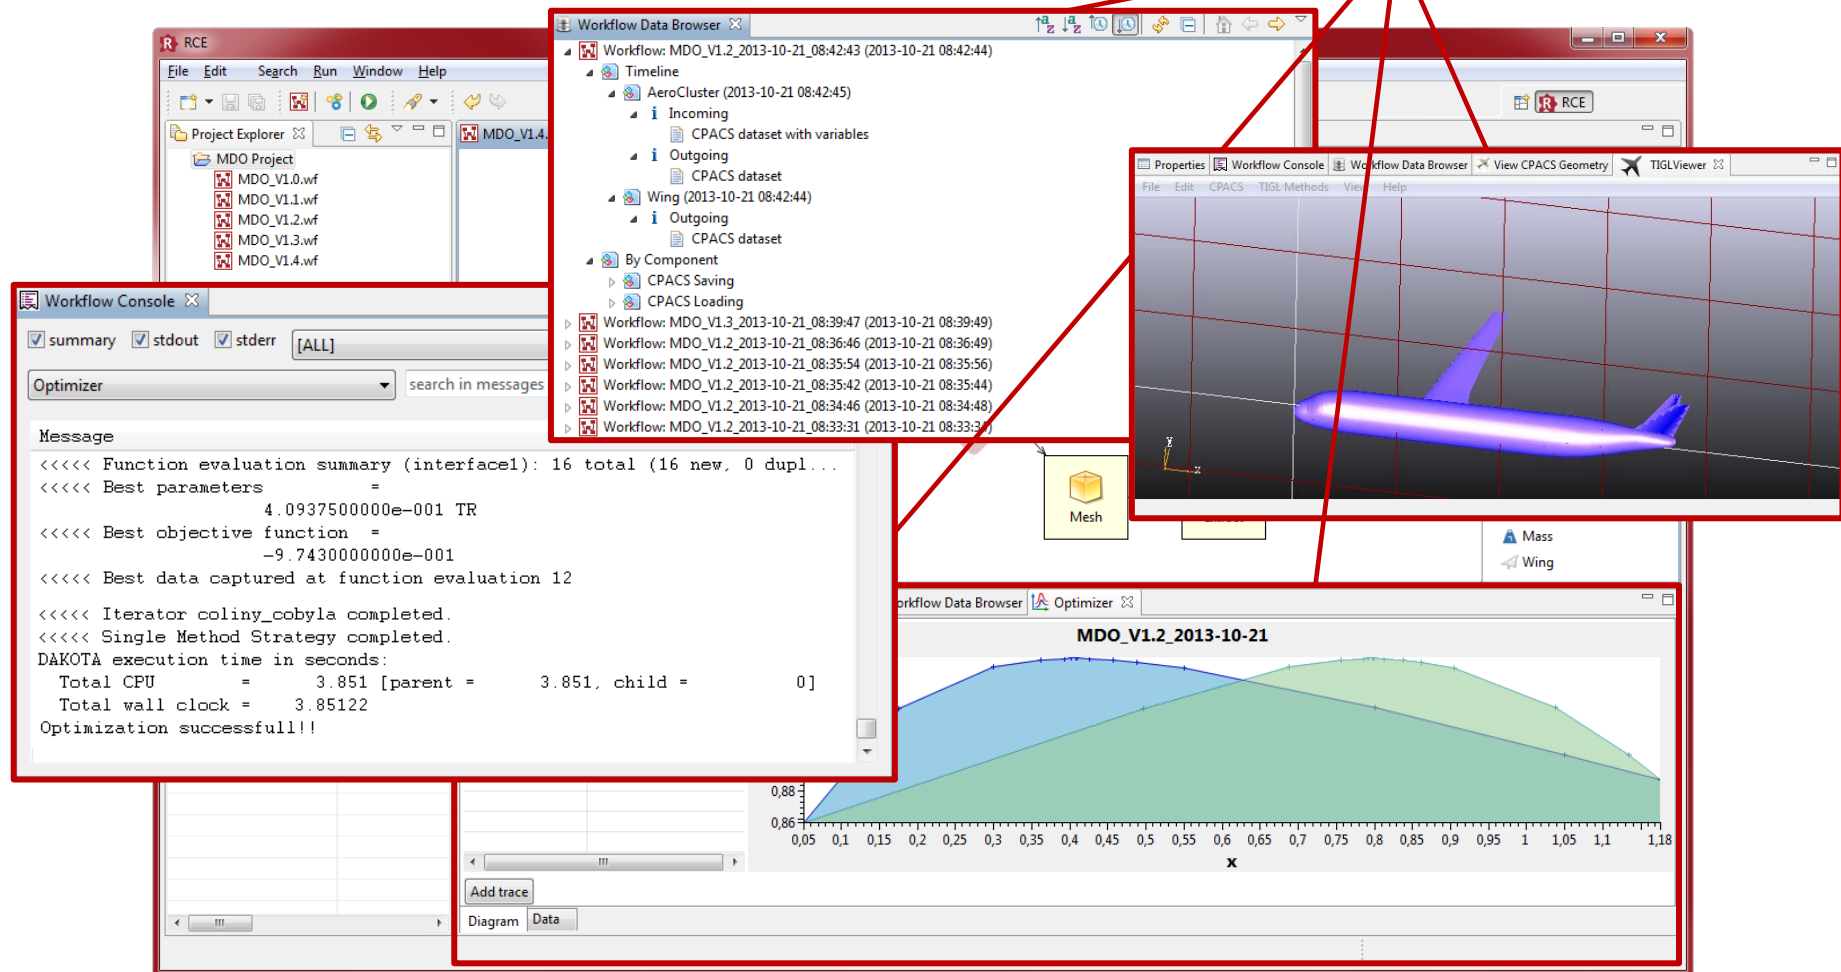 RCE
File Edit Search Run Window Help
RCE
Project Explorer
MDO Project
MDO_V1.0.wf
MDO_V1.1.wf
MDO_V1.2.wf
MDO_V1.3.wf
MDO_V1.4.wf
MDO_V1.4.
Workflow Data Browser
Workflow: MDO_V1.2_2013-10-21_08:42:43 (2013-10-21 08:42:44)
Timeline
AeroCluster (2013-10-21 08:42:45)
Incoming
CPACS dataset with variables
Outgoing
CPACS dataset
Wing (2013-10-21 08:42:44)
Outgoing
CPACS dataset
By Component
CPACS Saving
CPACS Loading
Workflow: MDO_V1.3_2013-10-21_08:39:47 (2013-10-21 08:39:49)
Workflow: MDO_V1.2_2013-10-21_08:36:46 (2013-10-21 08:36:49)
Workflow: MDO_V1.2_2013-10-21_08:35:54 (2013-10-21 08:35:56)
Workflow: MDO_V1.2_2013-10-21_08:35:42 (2013-10-21 08:35:44)
Workflow: MDO_V1.2_2013-10-21_08:34:46 (2013-10-21 08:34:48)
Workflow: MDO_V1.2_2013-10-21_08:33:31 (2013-10-21 08:33:34)
Properties Workflow Console Workflow Data Browser View CPACS Geometry TIGLViewer
File Edit CPACS TIGL Methods View Help
Workflow Console
summary stdout stderr [ALL]
Optimizer search in messages
Message
<<<<< Function evaluation summary (interface1): 16 total (16 new, 0 dupl...
<<<<< Best parameters =
4.0937500000e-001 TR
<<<<< Best objective function =
-9.7430000000e-001
<<<<< Best data captured at function evaluation 12
<<<<< Iterator coliny_cobyla completed.
<<<<< Single Method Strategy completed.
DAKOTA execution time in seconds:
Total CPU = 3.851 [parent = 3.851, child = 0]
Total wall clock = 3.85122
Optimization successfull!!
Mesh
Mass
Wing
orkflow Data Browser Optimizer
MDO_V1.2_2013-10-21
0,88
0,86
0,05 0,1 0,15 0,2 0,25 0,3 0,35 0,4 0,45 0,5 0,55 0,6 0,65 0,7 0,75 0,8 0,85 0,9 0,95 1 1,05 1,1 1,18
x
Add trace
Diagram Data